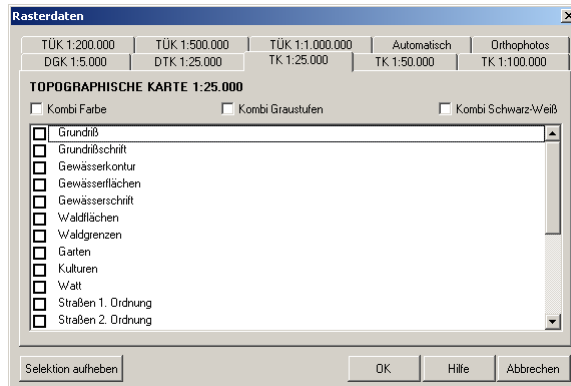 Rasterdaten
TÜK 1:200.000 TÜK 1:500.000 TÜK 1:1.000.000 Automatisch Orthophotos
DGK 1:5.000 DTK 1:25.000 TK 1:25.000 TK 1:50.000 TK 1:100.000
TOPOGRAPHISCHE KARTE 1:25.000
Kombi Farbe Kombi Graustufen Kombi Schwarz-Weiß
Grundriß
Grundrißschrift
Gewässerkontur
Gewässerflächen
Gewässerschrift
Waldflächen
Waldgrenzen
Garten
Kulturen
Watt
Straßen 1. Ordnung
Straßen 2. Ordnung
Selektion aufheben OK Hilfe Abbrechen